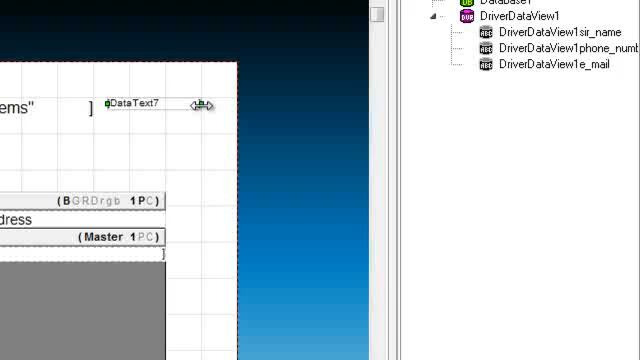 DataBase1
DriverDataView1
DriverDataView1sir_name
DriverDataView1phone_numb
DriverDataView1e_mail
ems" ] DataText7
(BGRDrgb 1PC)
dress
(Master 1PC)
]